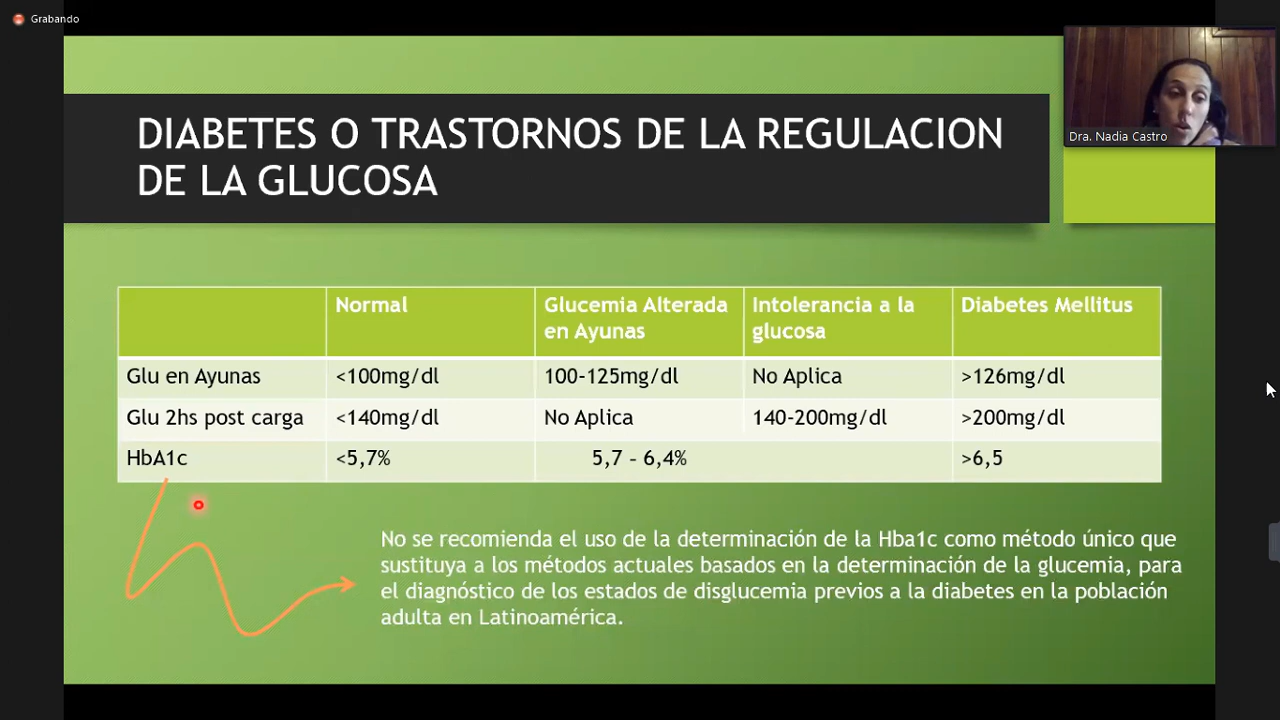 Grabando
Dra. Nadia Castro
DIABETES O TRASTORNOS DE LA REGULACION
DE LA GLUCOSA
Normal
Glucemia Alterada
en Ayunas
Intolerancia a la
glucosa
Diabetes Mellitus
Glu en Ayunas
<100mg/dl
100-125mg/dl
No Aplica
>126mg/dl
Glu 2hs post carga
<140mg/dl
No Aplica
140-200mg/dl
>200mg/dl
HbA1c
<5,7%
5,7 – 6,4%
>6,5
No se recomienda el uso de la determinación de la Hba1c como método único que
sustituya a los métodos actuales basados en la determinación de la glucemia, para
el diagnóstico de los estados de disglucemia previos a la diabetes en la población
adulta en Latinoamérica.